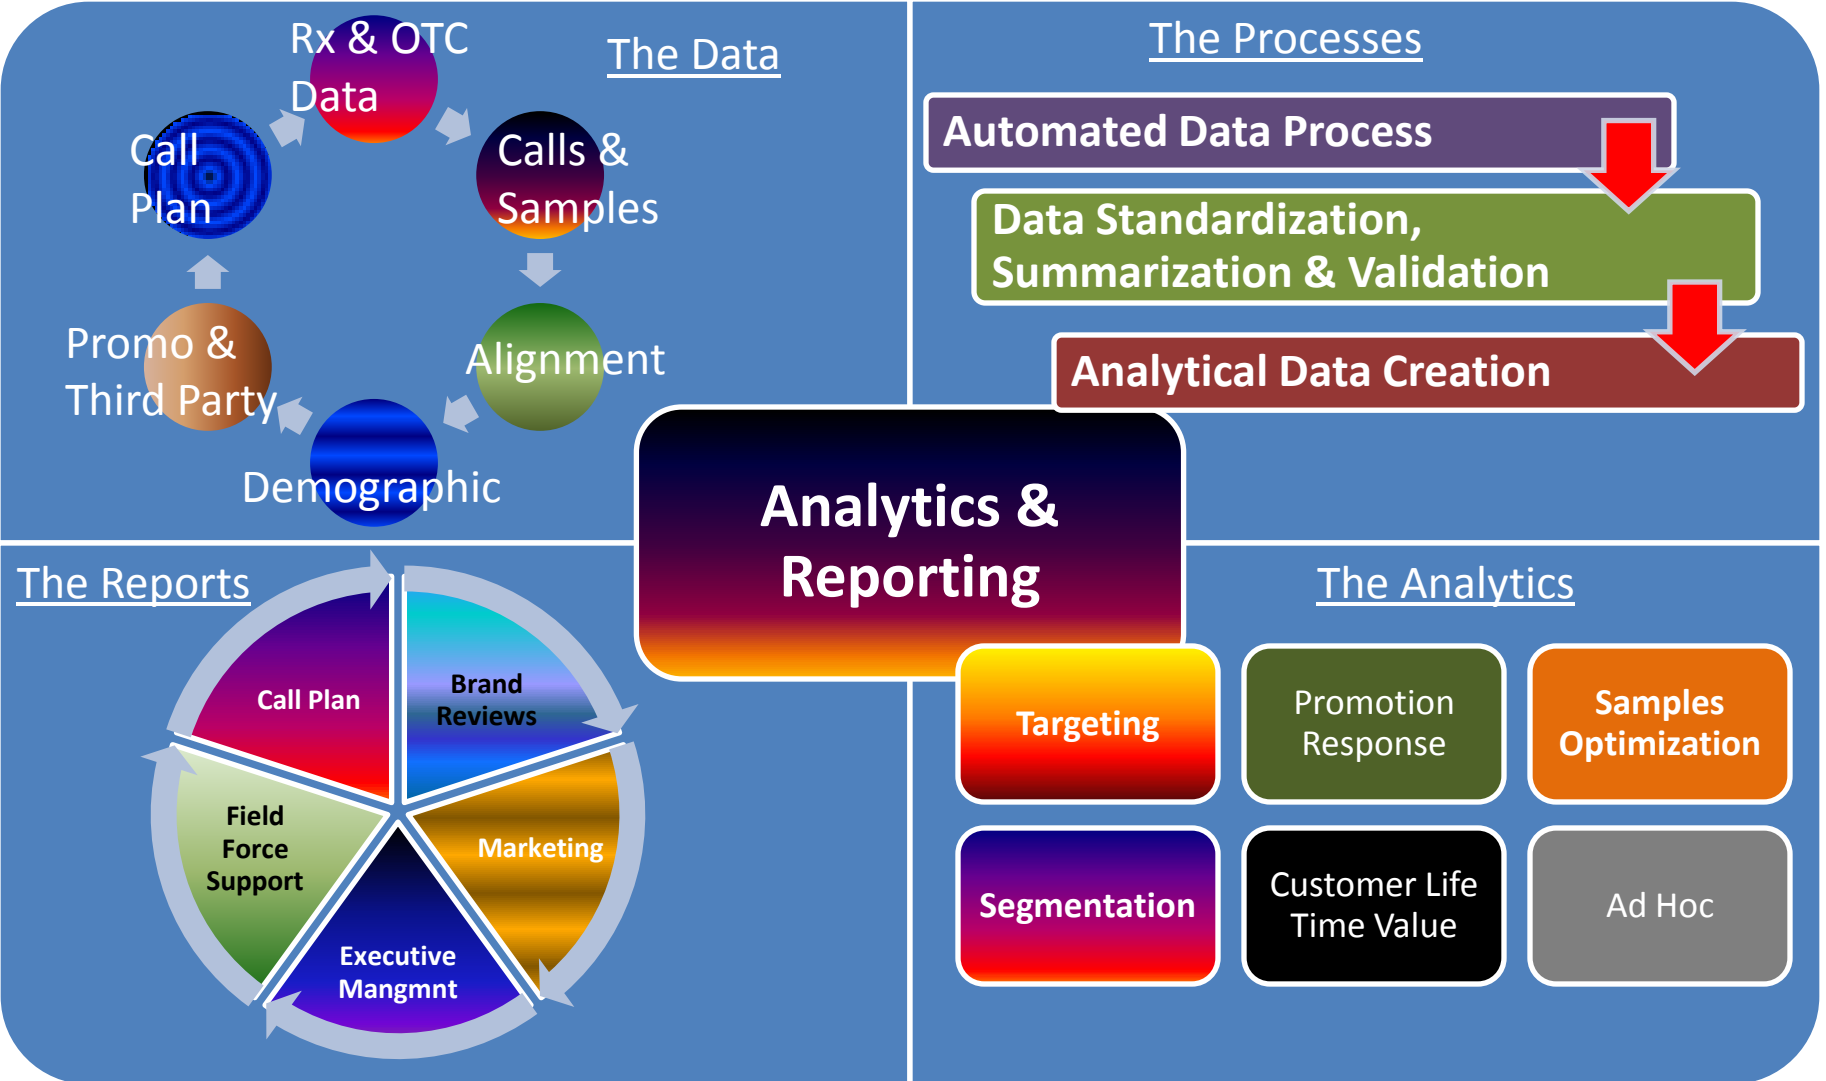 The Data
Rx & OTC
Data
Calls &
Samples
Alignment
Demographic
Promo &
Third Party
Call
Plan
The Processes
Automated Data Process
Data Standardization,
Summarization & Validation
Analytical Data Creation
Analytics &
Reporting
The Reports
Brand
Reviews
Marketing
Executive
Mangmnt
Field
Force
Support
Call Plan
The Analytics
Targeting
Promotion
Response
Samples
Optimization
Segmentation
Customer Life
Time Value
Ad Hoc